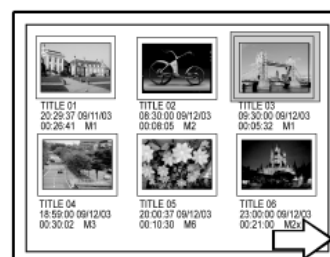 TITLE 01
20:29:37 09/11/03
00:26:41 M1
TITLE 02
08:30:00 09/12/03
00:08:05 M2
TITLE 03
09:30:00 09/12/03
00:05:32 M1
TITLE 04
18:59:00 09/12/03
00:30:02 M3
TITLE 05
20:00:37 09/12/03
00:10:30 M6
TITLE 06
23:00:00 09/12/03
00:21:00 M2x